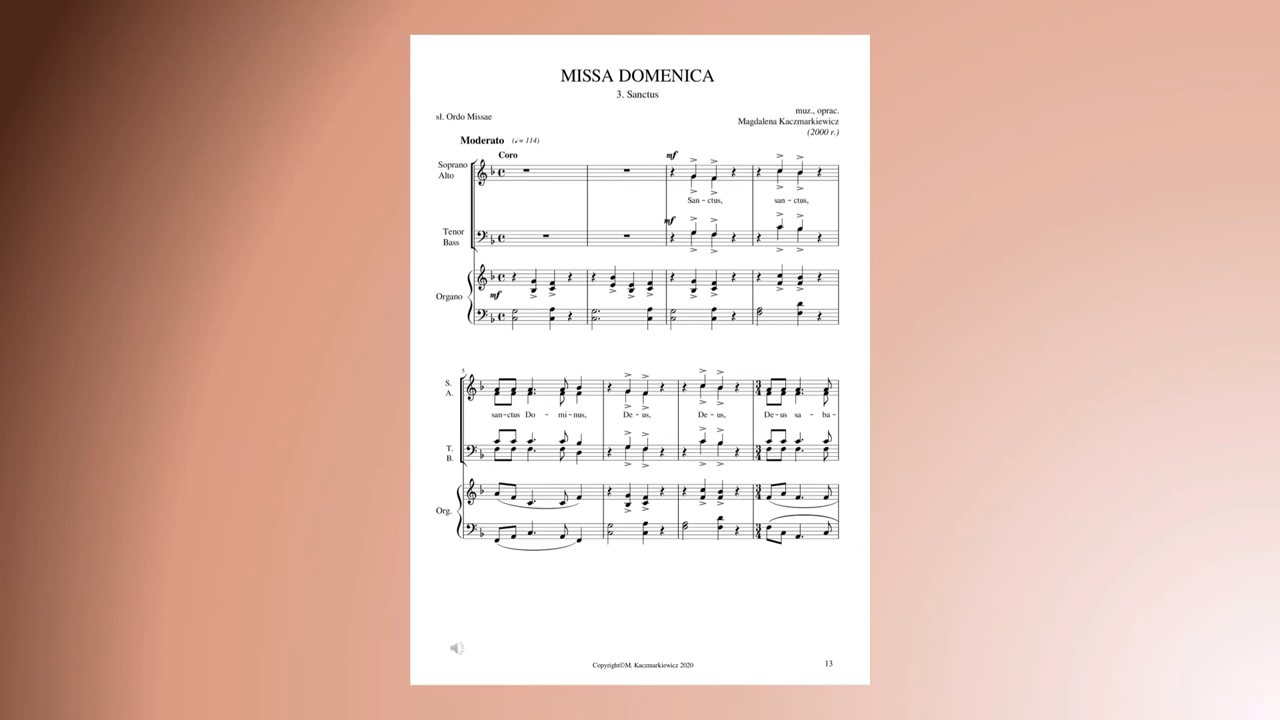 MISSA DOMENICA
3. Sanctus
sł. Ordo Missae
muz., oprac.
Magdalena Kaczmarkiewicz
(2000 r.)
Moderato (♩= 114)
Coro
mf
Soprano
Alto
San - ctus, san - ctus,
mf
Tenor
Bass
mf
Organo
5
S.
A.
san - ctus Do - mi - nus, De - us, De - us, De - us sa - ba -
T.
B.
Org.
Copyright©M. Kaczmarkiewicz 2020
13